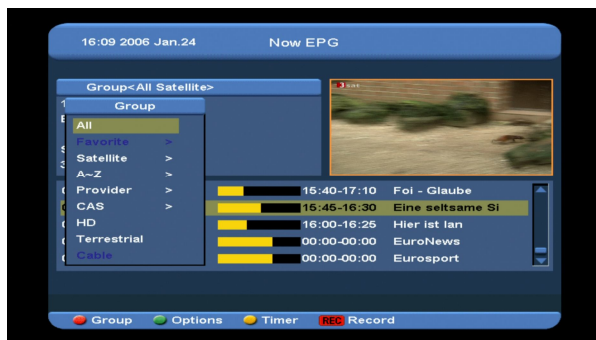 16:09 2006 Jan.24 Now EPG
Group<All Satellite>
3sat
Group
All
Favorite >
Satellite >
A~Z >
Provider >
CAS >
HD
Terrestrial
Cable
15:40-17:10 Foi - Glaube
15:45-16:30 Eine seltsame Si
16:00-16:25 Hier ist Ian
00:00-00:00 EuroNews
00:00-00:00 Eurosport
Group Options Timer REC Record